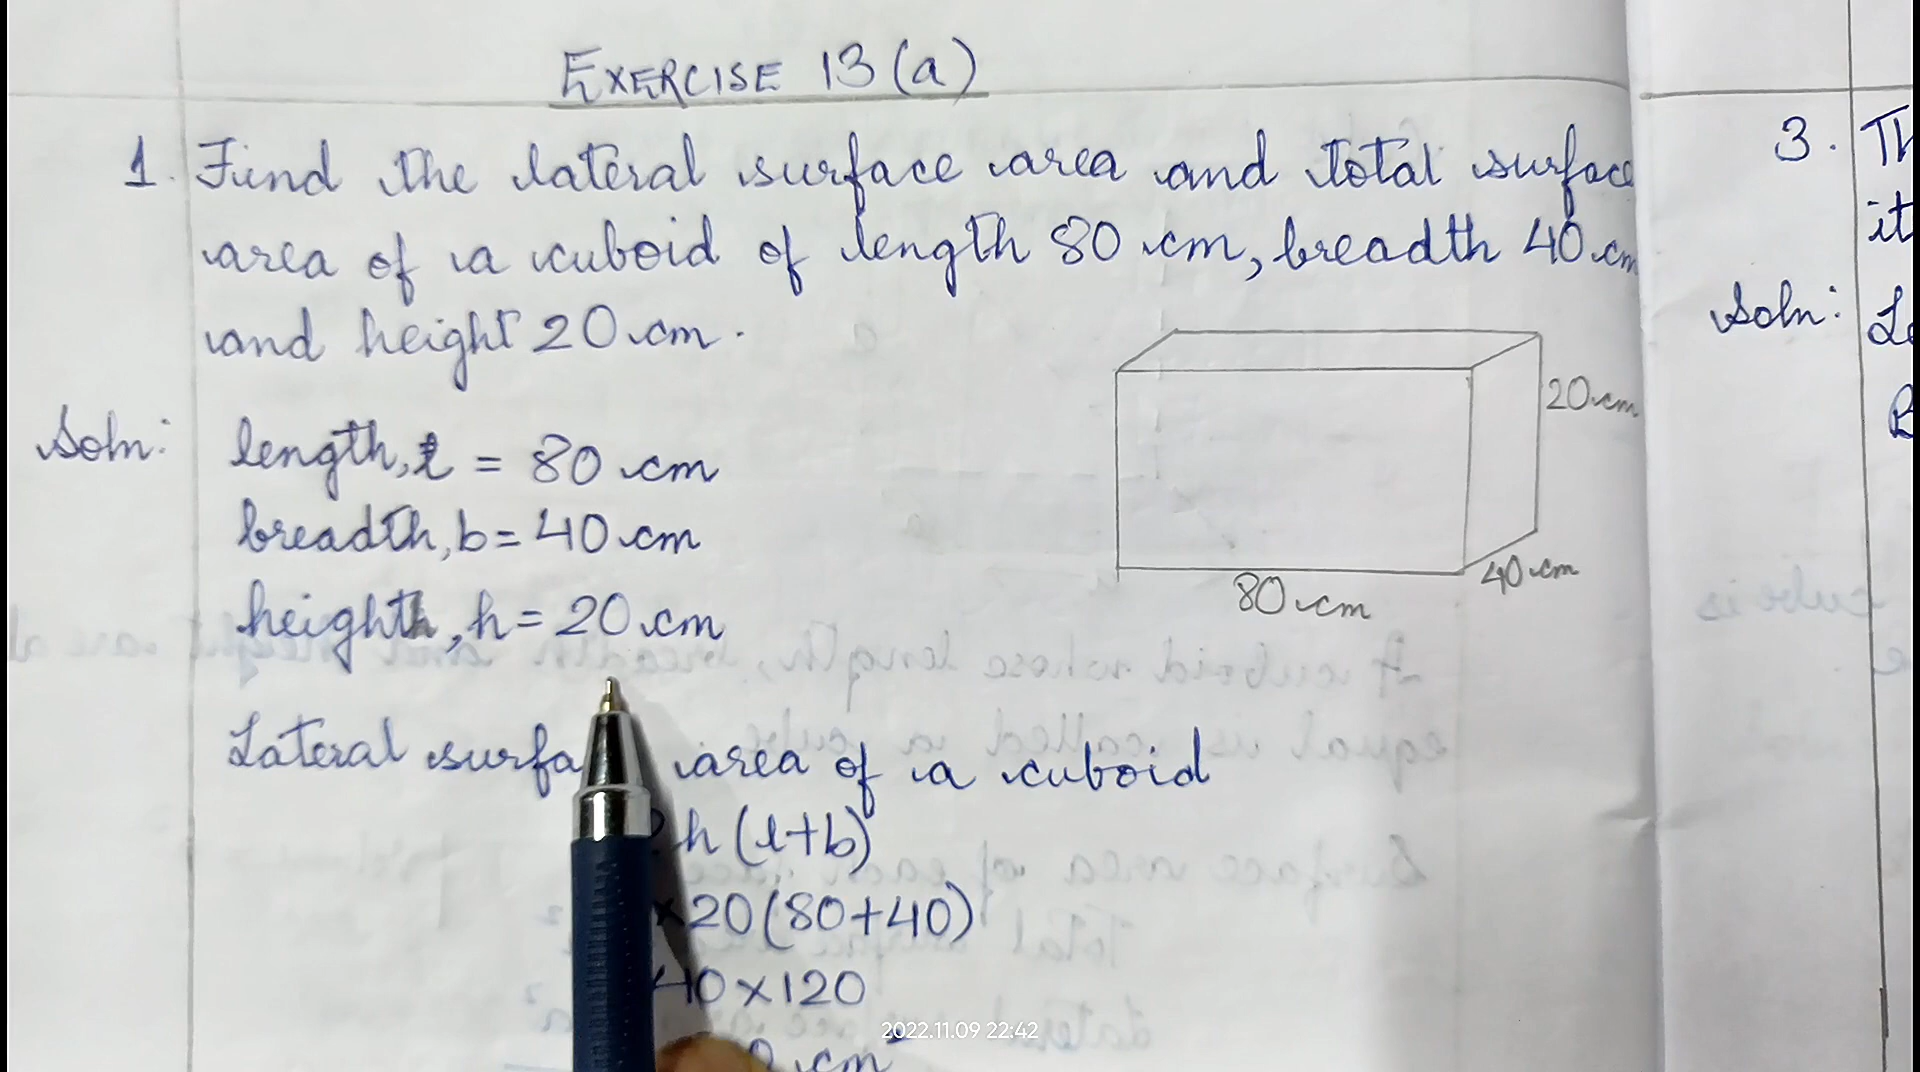 EXERCISE 13(a)
1. Find the lateral surface area and total surface
area of a cuboid of length 80 cm, breadth 40 cm
and height 20 cm.
20 cm
40 cm
80 cm
Soln: length, l = 80 cm
breadth, b = 40 cm
height, h = 20 cm
Lateral area of a cuboid
h (l+b)
×20(80+40)
40×120
cm²
2022.11.09 22:42
3. Th
it
Soln: